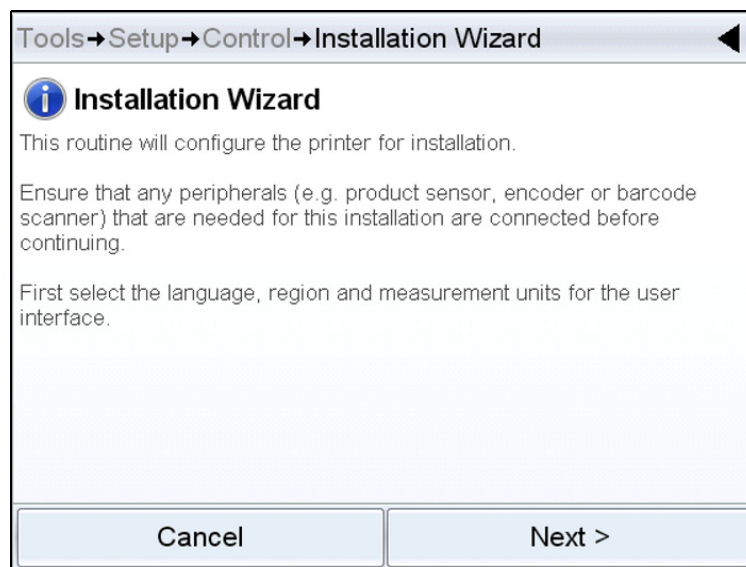 Tools→Setup→Control→Installation Wizard
Installation Wizard
This routine will configure the printer for installation.
Ensure that any peripherals (e.g. product sensor, encoder or barcode
scanner) that are needed for this installation are connected before
continuing.
First select the language, region and measurement units for the user
interface.
Cancel
Next >